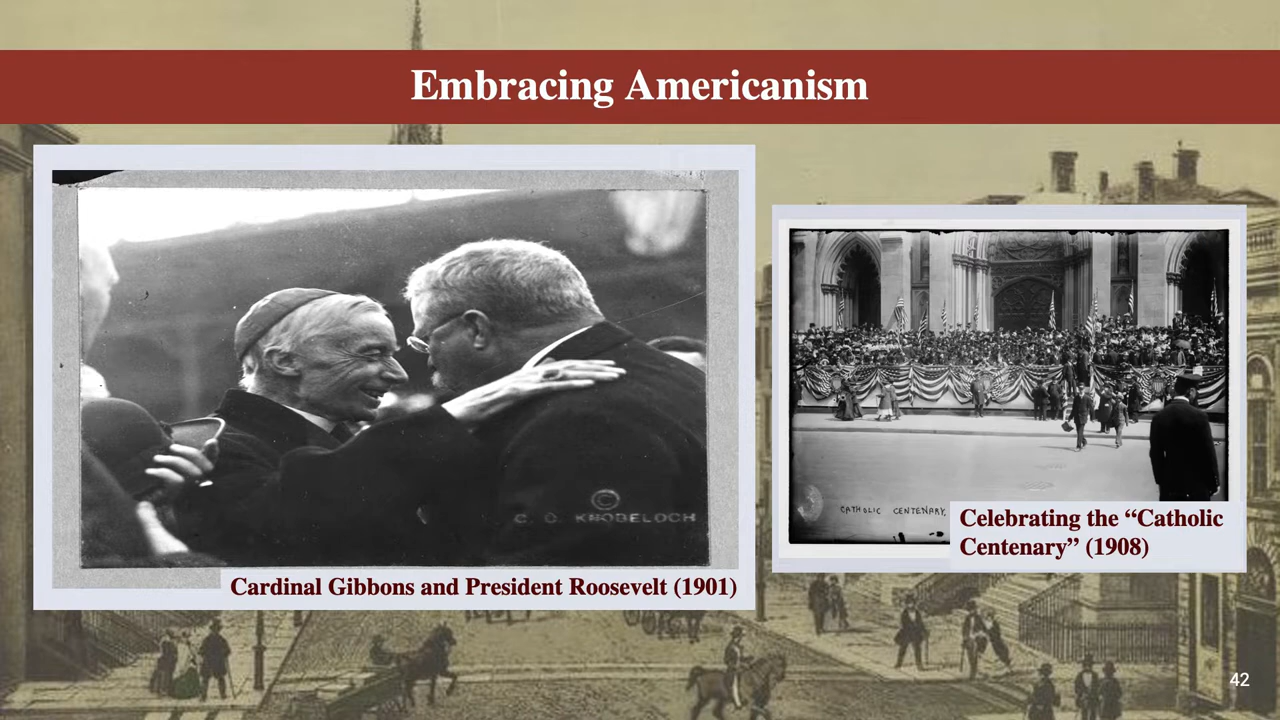 Embracing Americanism
© C. C. KNOBELOCH
Cardinal Gibbons and President Roosevelt (1901)
CATHOLIC CENTENARY,
Celebrating the “Catholic
Centenary” (1908)
42